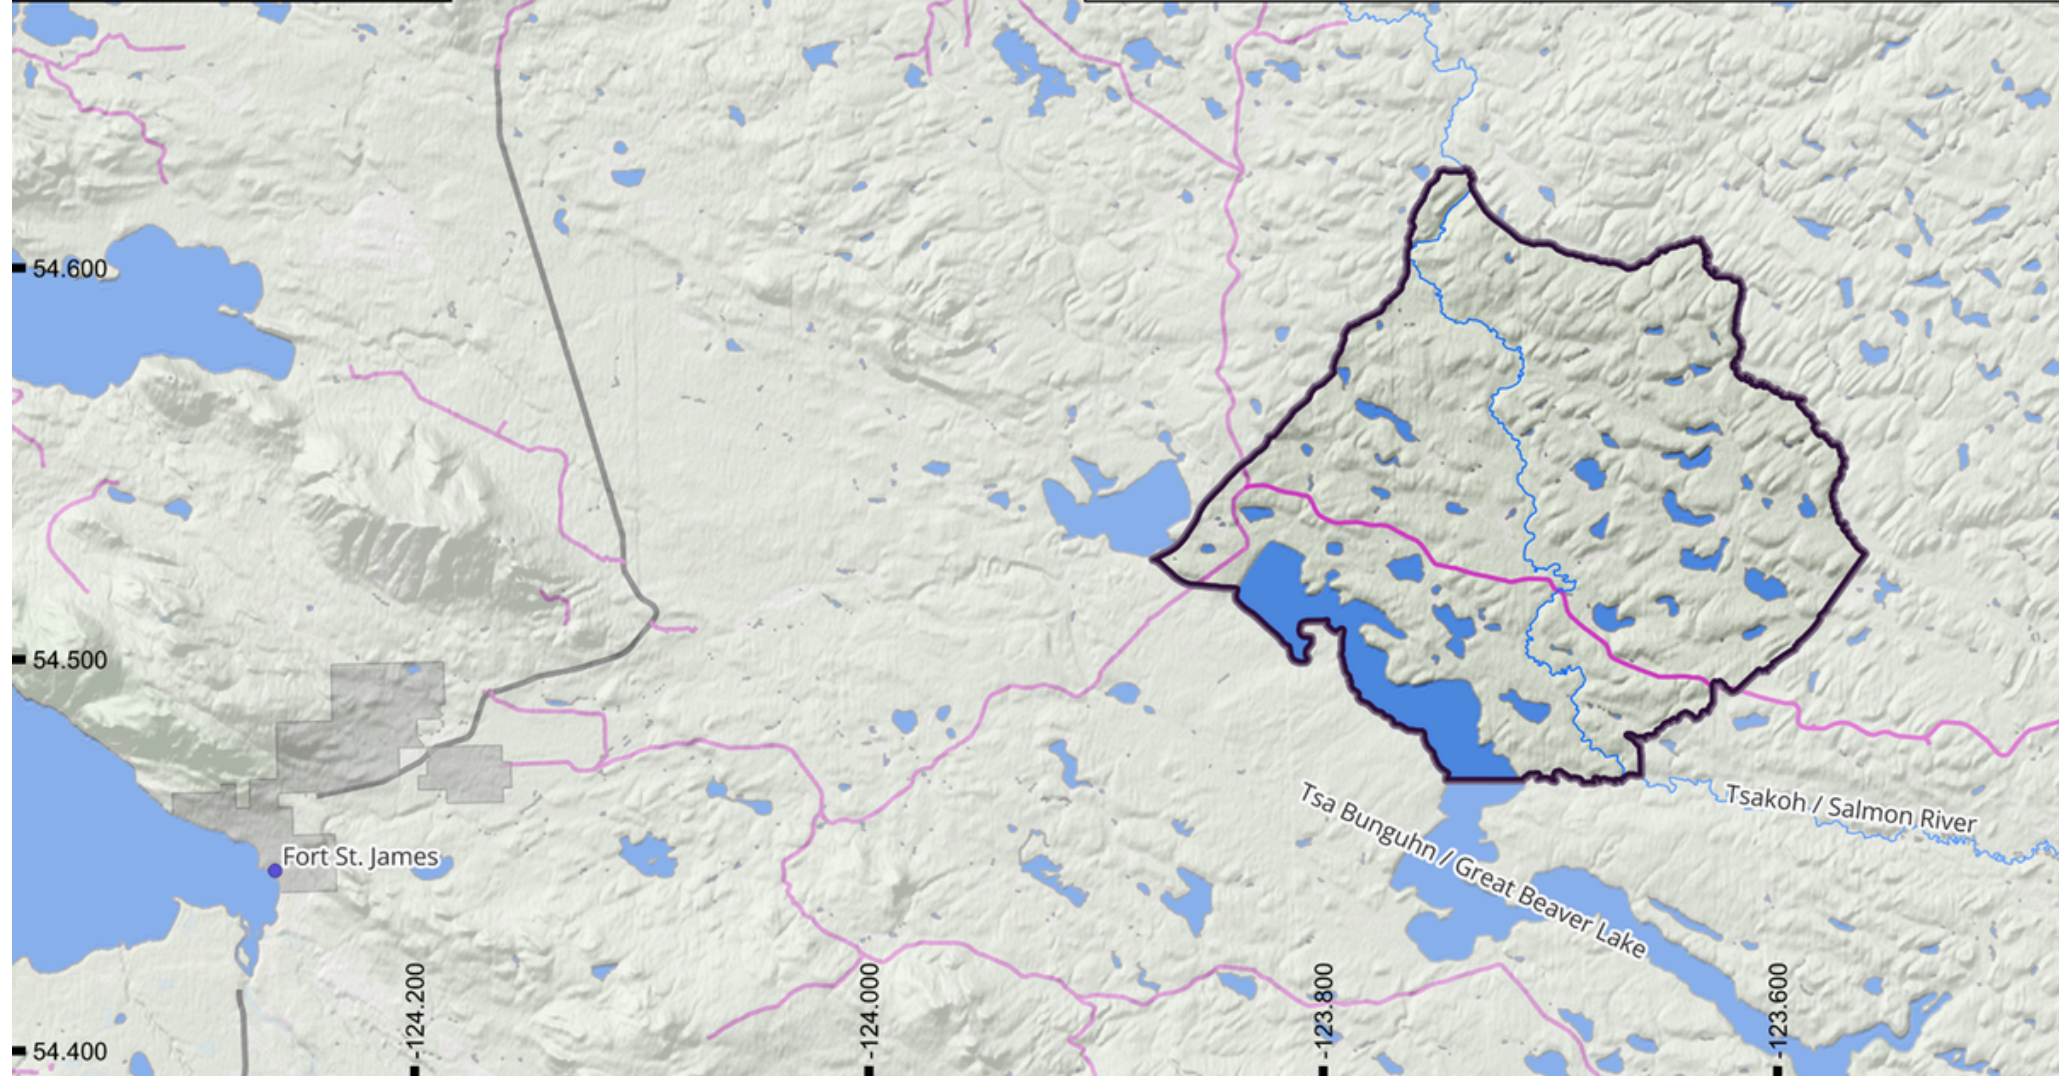 54.600
54.500
Tsa Bunguhn / Great Beaver Lake
Tsakoh / Salmon River
Fort St. James
54.400
-124.200
-124.000
-123.800
-123.600